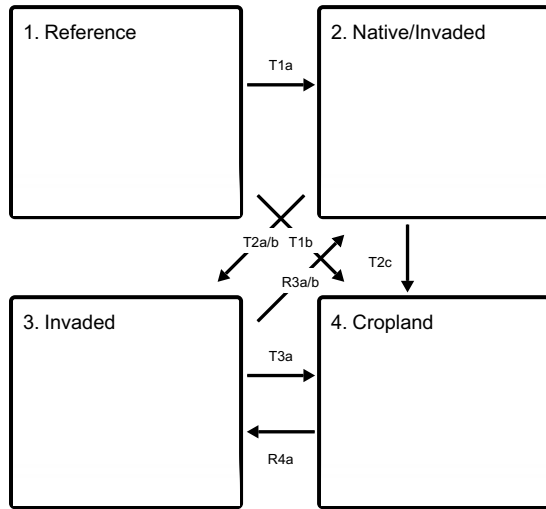 1. Reference
2. Native/Invaded
T1a
T2a/b
T1b
T2c
R3a/b
3. Invaded
4. Cropland
T3a
R4a